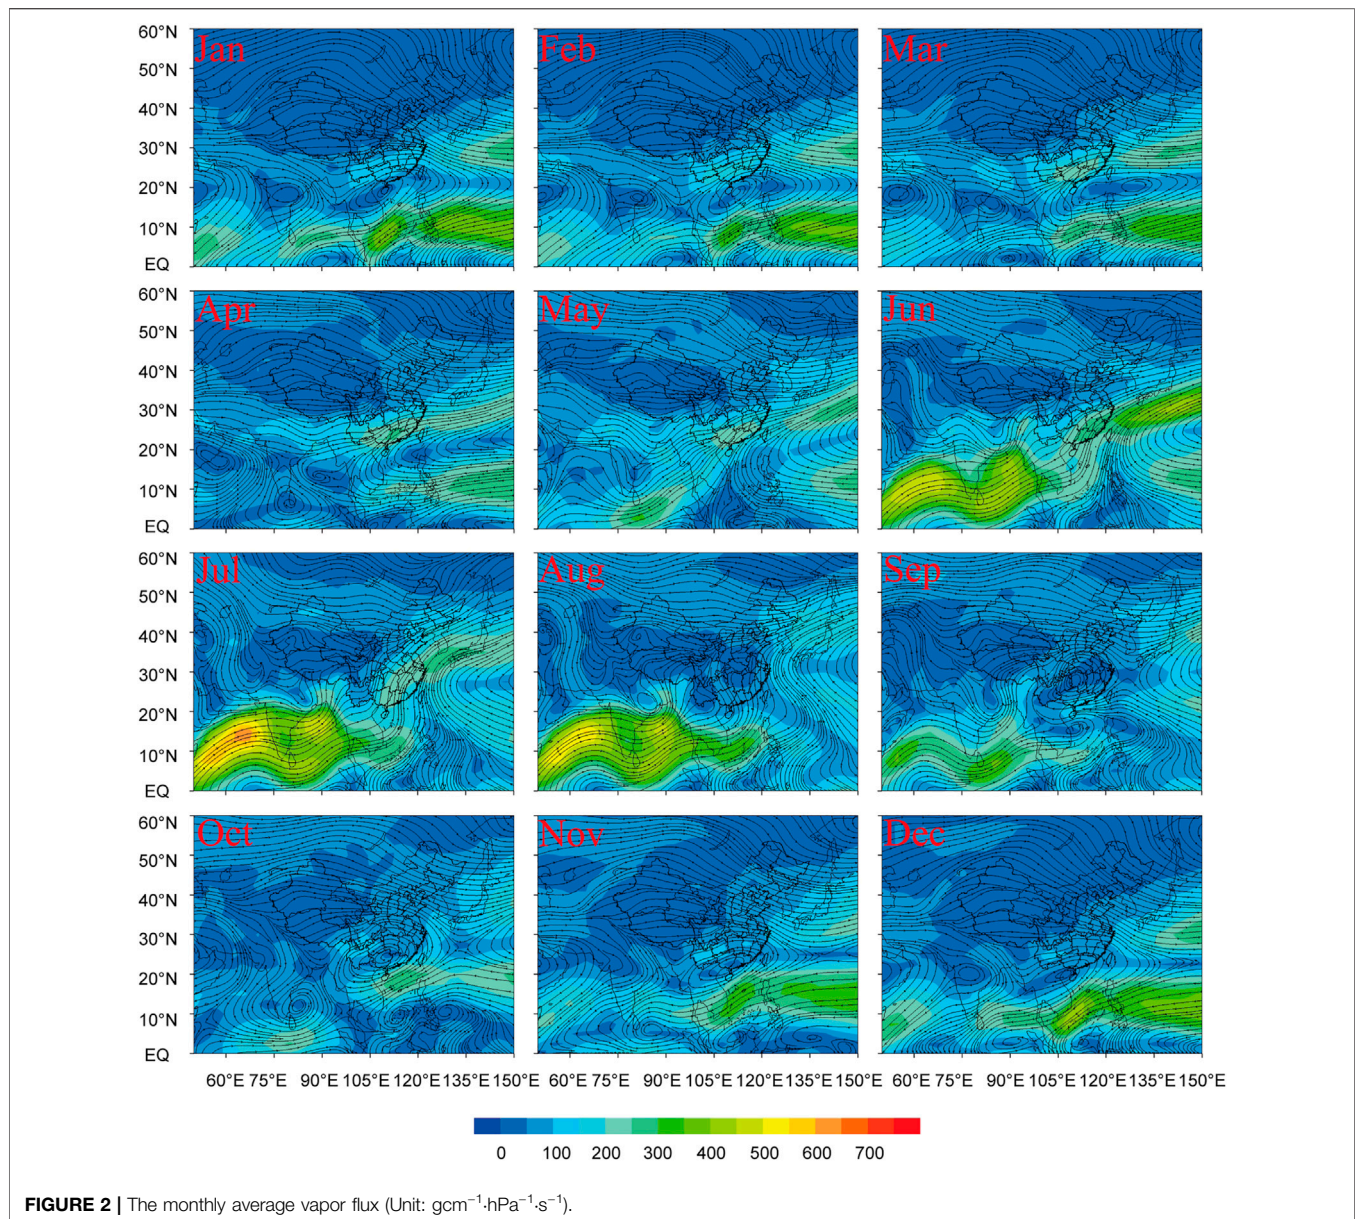 Jan Feb Mar
60°N
50°N
40°N
30°N
20°N
10°N
EQ
Apr May Jun
60°N
50°N
40°N
30°N
20°N
10°N
EQ
Jul Aug Sep
60°N
50°N
40°N
30°N
20°N
10°N
EQ
Oct Nov Dec
60°N
50°N
40°N
30°N
20°N
10°N
EQ
60°E 75°E 90°E 105°E 120°E 135°E 150°E 60°E 75°E 90°E 105°E 120°E 135°E 150°E 60°E 75°E 90°E 105°E 120°E 135°E 150°E
0 100 200 300 400 500 600 700
FIGURE 2 | The monthly average vapor flux (Unit: gcm⁻¹·hPa⁻¹·s⁻¹).